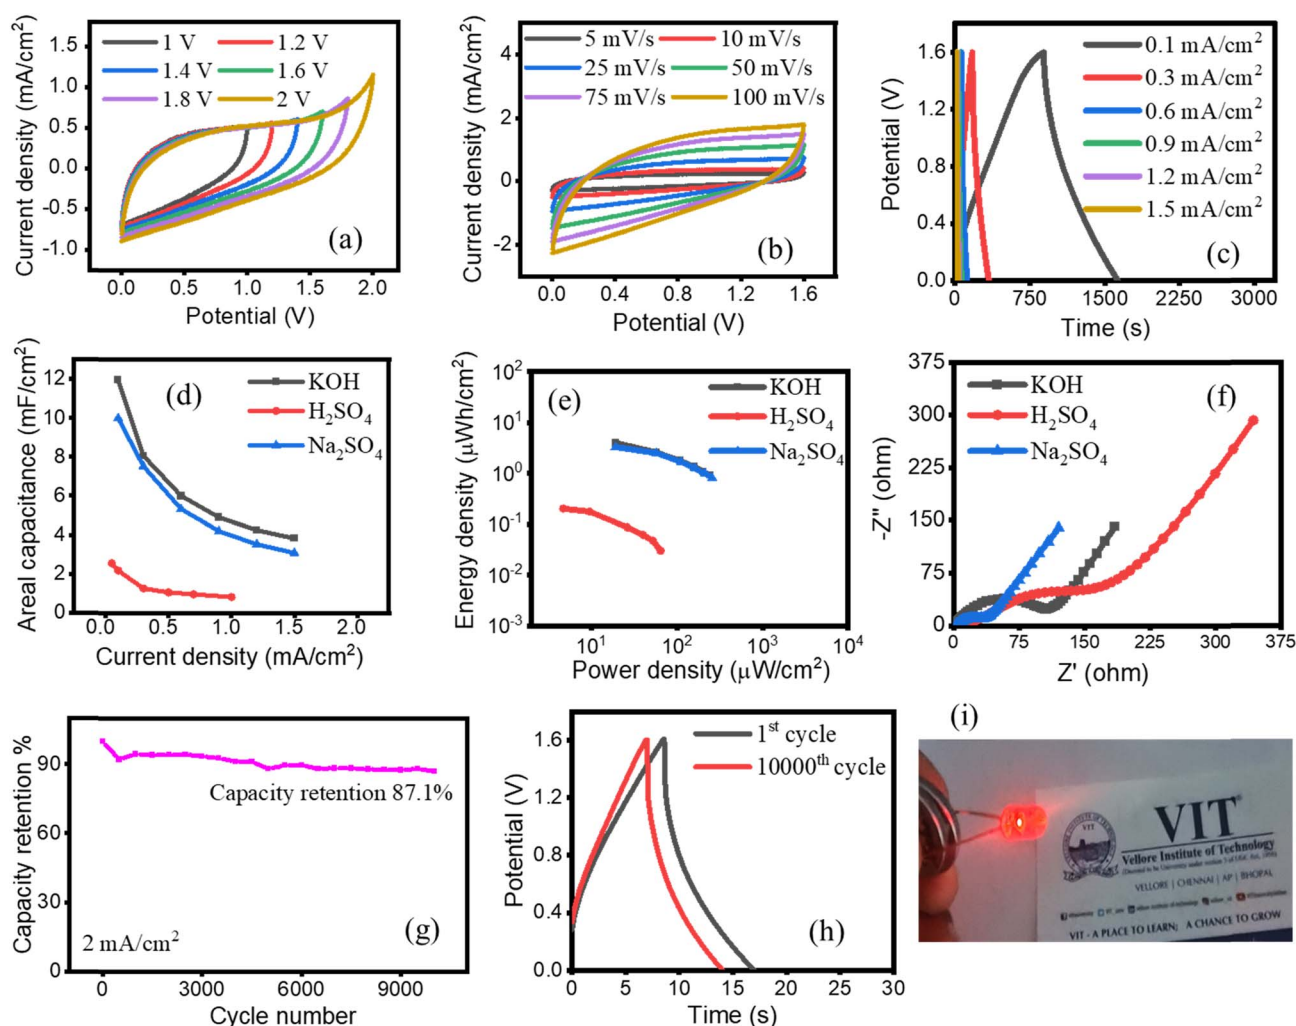 1 V 1.2 V
1.4 V 1.6 V
1.8 V 2 V
1.5
1.0
0.5
0.0
-0.5
-1.0
Current density (mA/cm²)
(a)
0.0 0.5 1.0 1.5 2.0
Potential (V)
5 mV/s 10 mV/s
25 mV/s 50 mV/s
75 mV/s 100 mV/s
4
2
0
-2
Current density (mA/cm²)
(b)
0.0 0.4 0.8 1.2 1.6
Potential (V)
0.1 mA/cm²
0.3 mA/cm²
0.6 mA/cm²
0.9 mA/cm²
1.2 mA/cm²
1.5 mA/cm²
1.6
1.2
0.8
0.4
0.0
Potential (V)
(c)
0 750 1500 2250 3000
Time (s)
KOH
H₂SO₄
Na₂SO₄
(d)
12
10
8
6
4
2
0
Areal capacitance (mF/cm²)
0.0 0.5 1.0 1.5 2.0
Current density (mA/cm²)
KOH
H₂SO₄
Na₂SO₄
(e)
10²
10¹
10⁰
10⁻¹
10⁻²
10⁻³
Energy density (µWh/cm²)
10¹ 10² 10³ 10⁴
Power density (µW/cm²)
KOH
H₂SO₄
Na₂SO₄
(f)
375
300
225
150
75
0
-Z" (ohm)
0 75 150 225 300 375
Z' (ohm)
90
60
30
0
Capacity retention %
Capacity retention 87.1%
2 mA/cm²
(g)
0 3000 6000 9000
Cycle number
1st cycle
10000th cycle
1.6
1.2
0.8
0.4
0.0
Potential (V)
(h)
0 5 10 15 20 25 30
Time (s)
(i)
VIT
VIT®
Vellore Institute of Technology
VELLORE | CHENNAI | AP | BHOPAL
VIT - A PLACE TO LEARN; A CHANCE TO GROW